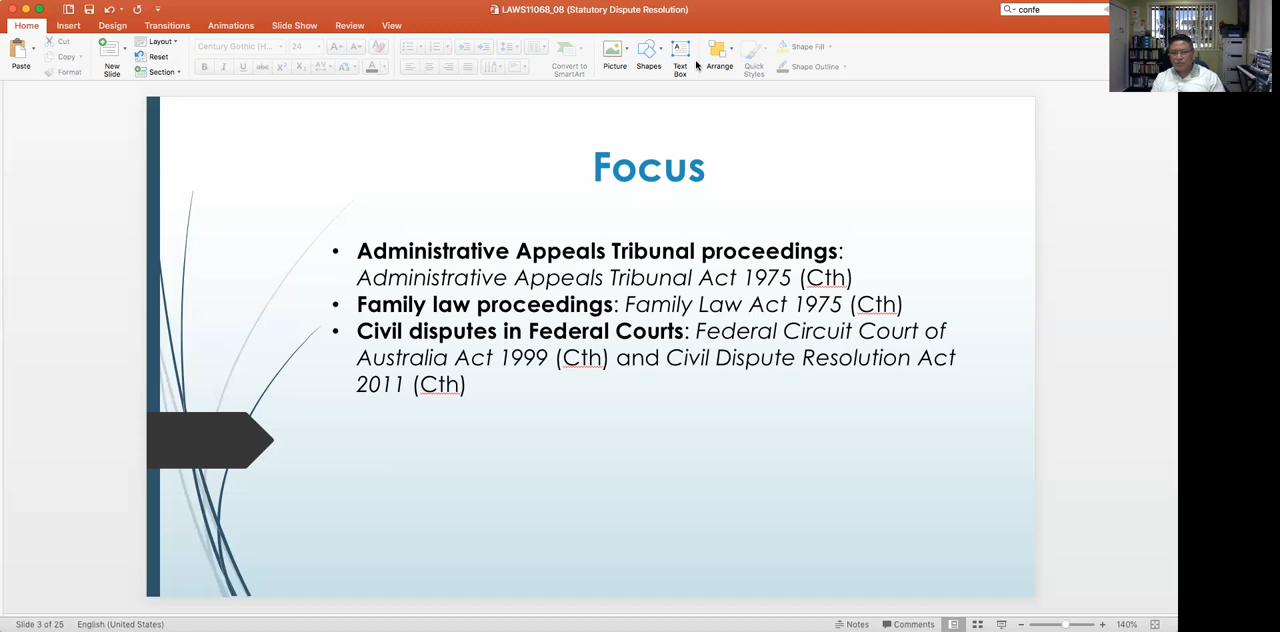 LAWS11068_08 (Statutory Dispute Resolution)
confe
Home Insert Design Transitions Animations Slide Show Review View
Paste
Cut
Copy
Format
New Slide
Layout
Reset
Section
Century Gothic (H...
24
Convert to SmartArt
Picture
Shapes
Text Box
Arrange
Quick Styles
Shape Fill
Shape Outline
Focus
• Administrative Appeals Tribunal proceedings:
Administrative Appeals Tribunal Act 1975 (Cth)
• Family law proceedings: Family Law Act 1975 (Cth)
• Civil disputes in Federal Courts: Federal Circuit Court of
Australia Act 1999 (Cth) and Civil Dispute Resolution Act
2011 (Cth)
Slide 3 of 25 English (United States) Notes Comments 140%